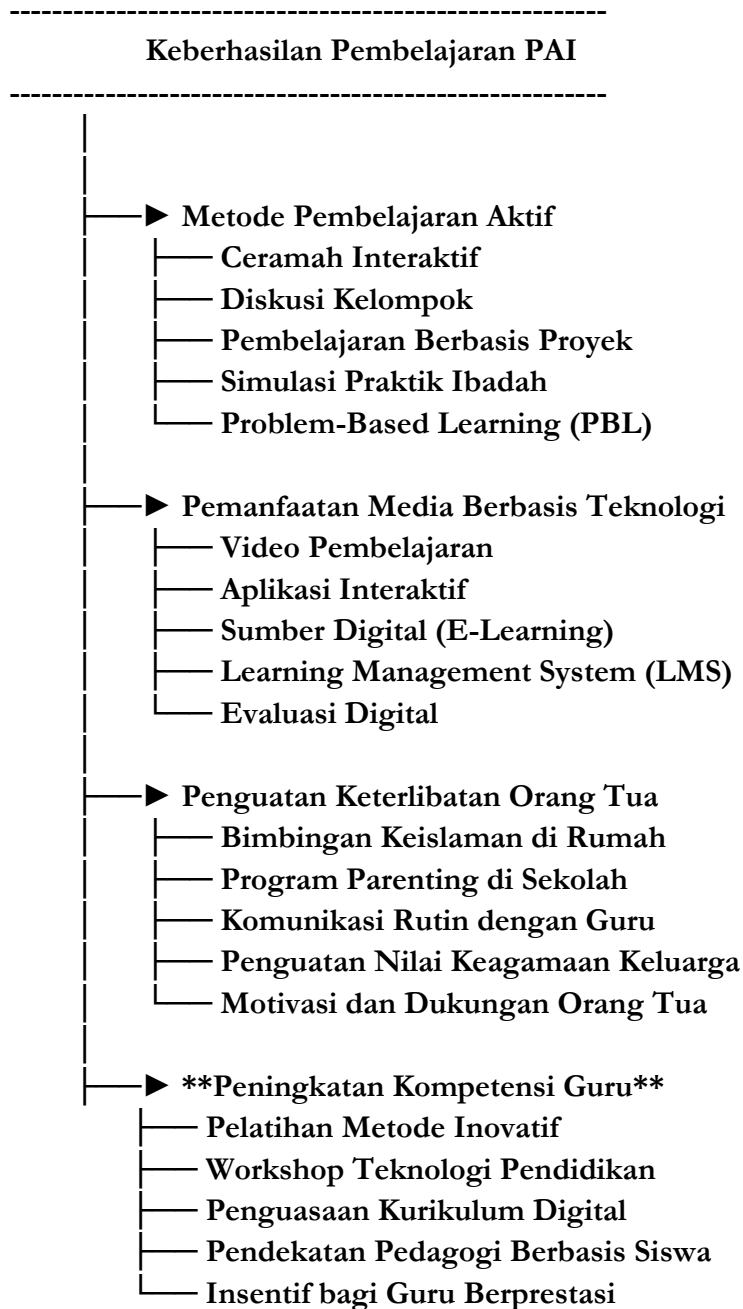 Keberhasilan Pembelajaran PAI
Metode Pembelajaran Aktif
Ceramah Interaktif
Diskusi Kelompok
Pembelajaran Berbasis Proyek
Simulasi Praktik Ibadah
Problem-Based Learning (PBL)
Pemanfaatan Media Berbasis Teknologi
Video Pembelajaran
Aplikasi Interaktif
Sumber Digital (E-Learning)
Learning Management System (LMS)
Evaluasi Digital
Penguatan Keterlibatan Orang Tua
Bimbingan Keislaman di Rumah
Program Parenting di Sekolah
Komunikasi Rutin dengan Guru
Penguatan Nilai Keagamaan Keluarga
Motivasi dan Dukungan Orang Tua
**Peningkatan Kompetensi Guru**
Pelatihan Metode Inovatif
Workshop Teknologi Pendidikan
Penguasaan Kurikulum Digital
Pendekatan Pedagogi Berbasis Siswa
Insentif bagi Guru Berprestasi